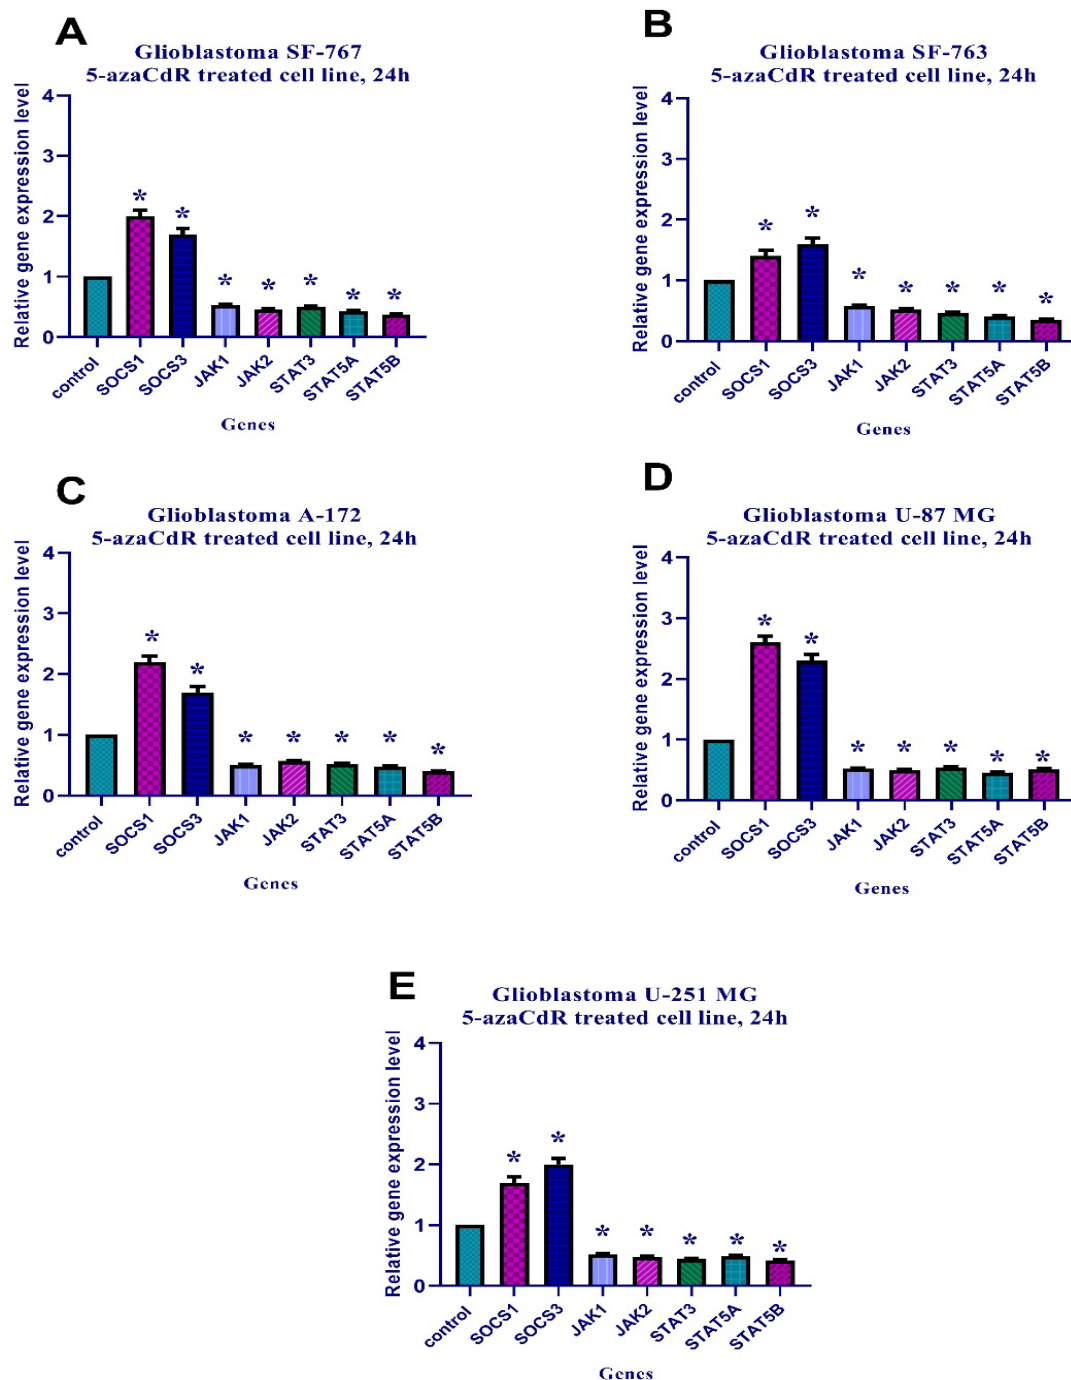 A
Glioblastoma SF-767
5-azaCdR treated cell line, 24h
Relative gene expression level
4
3
2
1
0
* * * * * * *
control SOCS1 SOCS3 JAK1 JAK2 STAT3 STAT5A STAT5B
Genes
B
Glioblastoma SF-763
5-azaCdR treated cell line, 24h
Relative gene expression level
4
3
2
1
0
* * * * * * *
control SOCS1 SOCS3 JAK1 JAK2 STAT3 STAT5A STAT5B
Genes
C
Glioblastoma A-172
5-azaCdR treated cell line, 24h
Relative gene expression level
4
3
2
1
0
* * * * * * *
control SOCS1 SOCS3 JAK1 JAK2 STAT3 STAT5A STAT5B
Genes
D
Glioblastoma U-87 MG
5-azaCdR treated cell line, 24h
Relative gene expression level
4
3
2
1
0
* * * * * * *
control SOCS1 SOCS3 JAK1 JAK2 STAT3 STAT5A STAT5B
Genes
E
Glioblastoma U-251 MG
5-azaCdR treated cell line, 24h
Relative gene expression level
4
3
2
1
0
* * * * * * *
control SOCS1 SOCS3 JAK1 JAK2 STAT3 STAT5A STAT5B
Genes